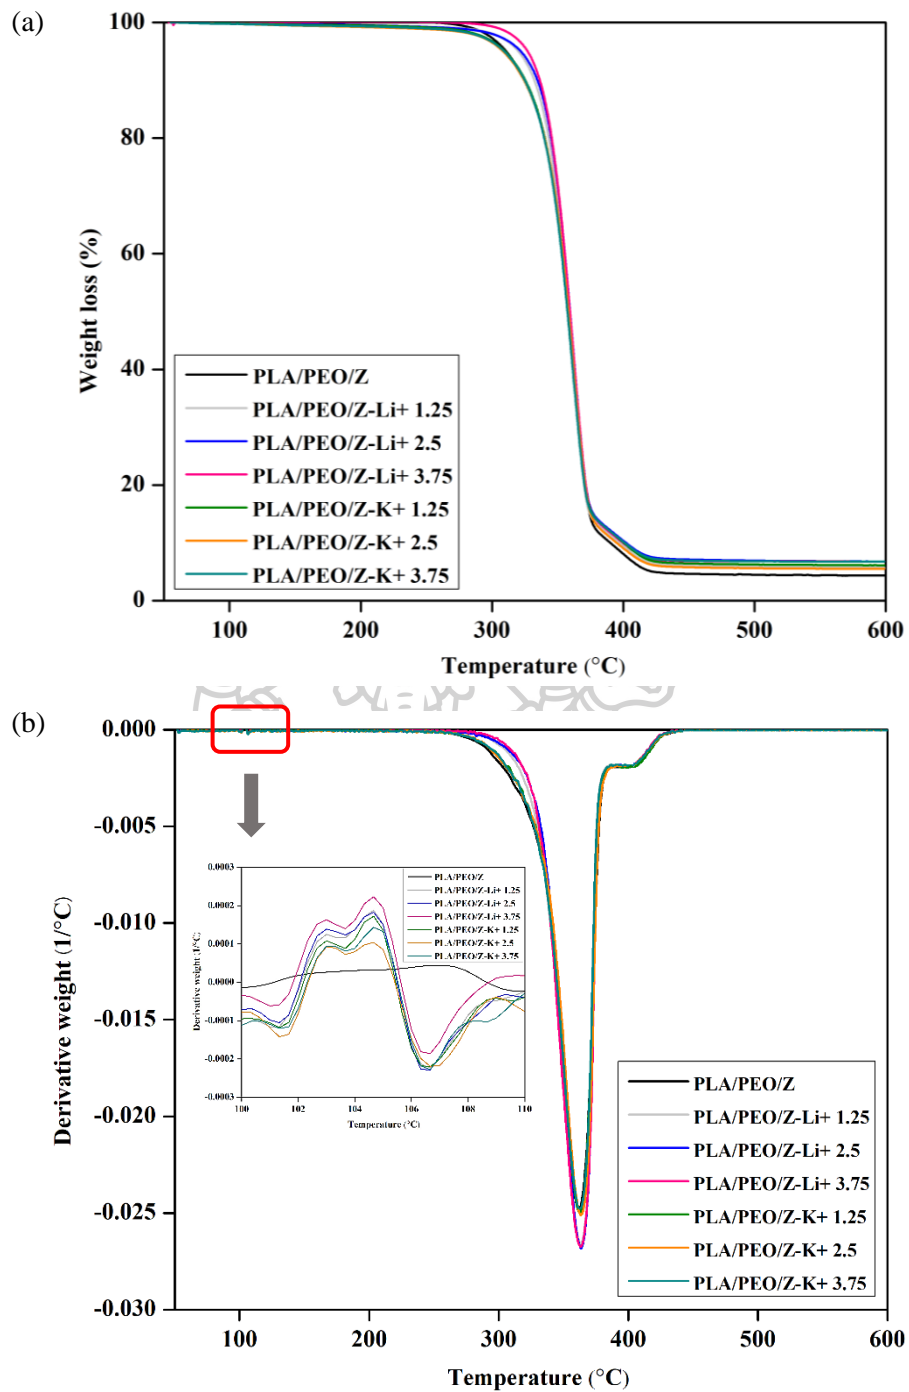 (a)
100
80
60
40
20
0
Weight loss (%)
PLA/PEO/Z
PLA/PEO/Z-Li+ 1.25
PLA/PEO/Z-Li+ 2.5
PLA/PEO/Z-Li+ 3.75
PLA/PEO/Z-K+ 1.25
PLA/PEO/Z-K+ 2.5
PLA/PEO/Z-K+ 3.75
100 200 300 400 500 600
Temperature (°C)
(b)
0.000
-0.005
-0.010
-0.015
-0.020
-0.025
-0.030
Derivative weight (1/°C)
0.0003
0.0002
0.0001
0.0000
-0.0001
-0.0002
-0.0003
Derivative weight (1/°C)
PLA/PEO/Z
PLA/PEO/Z-Li+ 1.25
PLA/PEO/Z-Li+ 2.5
PLA/PEO/Z-Li+ 3.75
PLA/PEO/Z-K+ 1.25
PLA/PEO/Z-K+ 2.5
PLA/PEO/Z-K+ 3.75
100 102 104 106 108 110
Temperature (°C)
PLA/PEO/Z
PLA/PEO/Z-Li+ 1.25
PLA/PEO/Z-Li+ 2.5
PLA/PEO/Z-Li+ 3.75
PLA/PEO/Z-K+ 1.25
PLA/PEO/Z-K+ 2.5
PLA/PEO/Z-K+ 3.75
100 200 300 400 500 600
Temperature (°C)